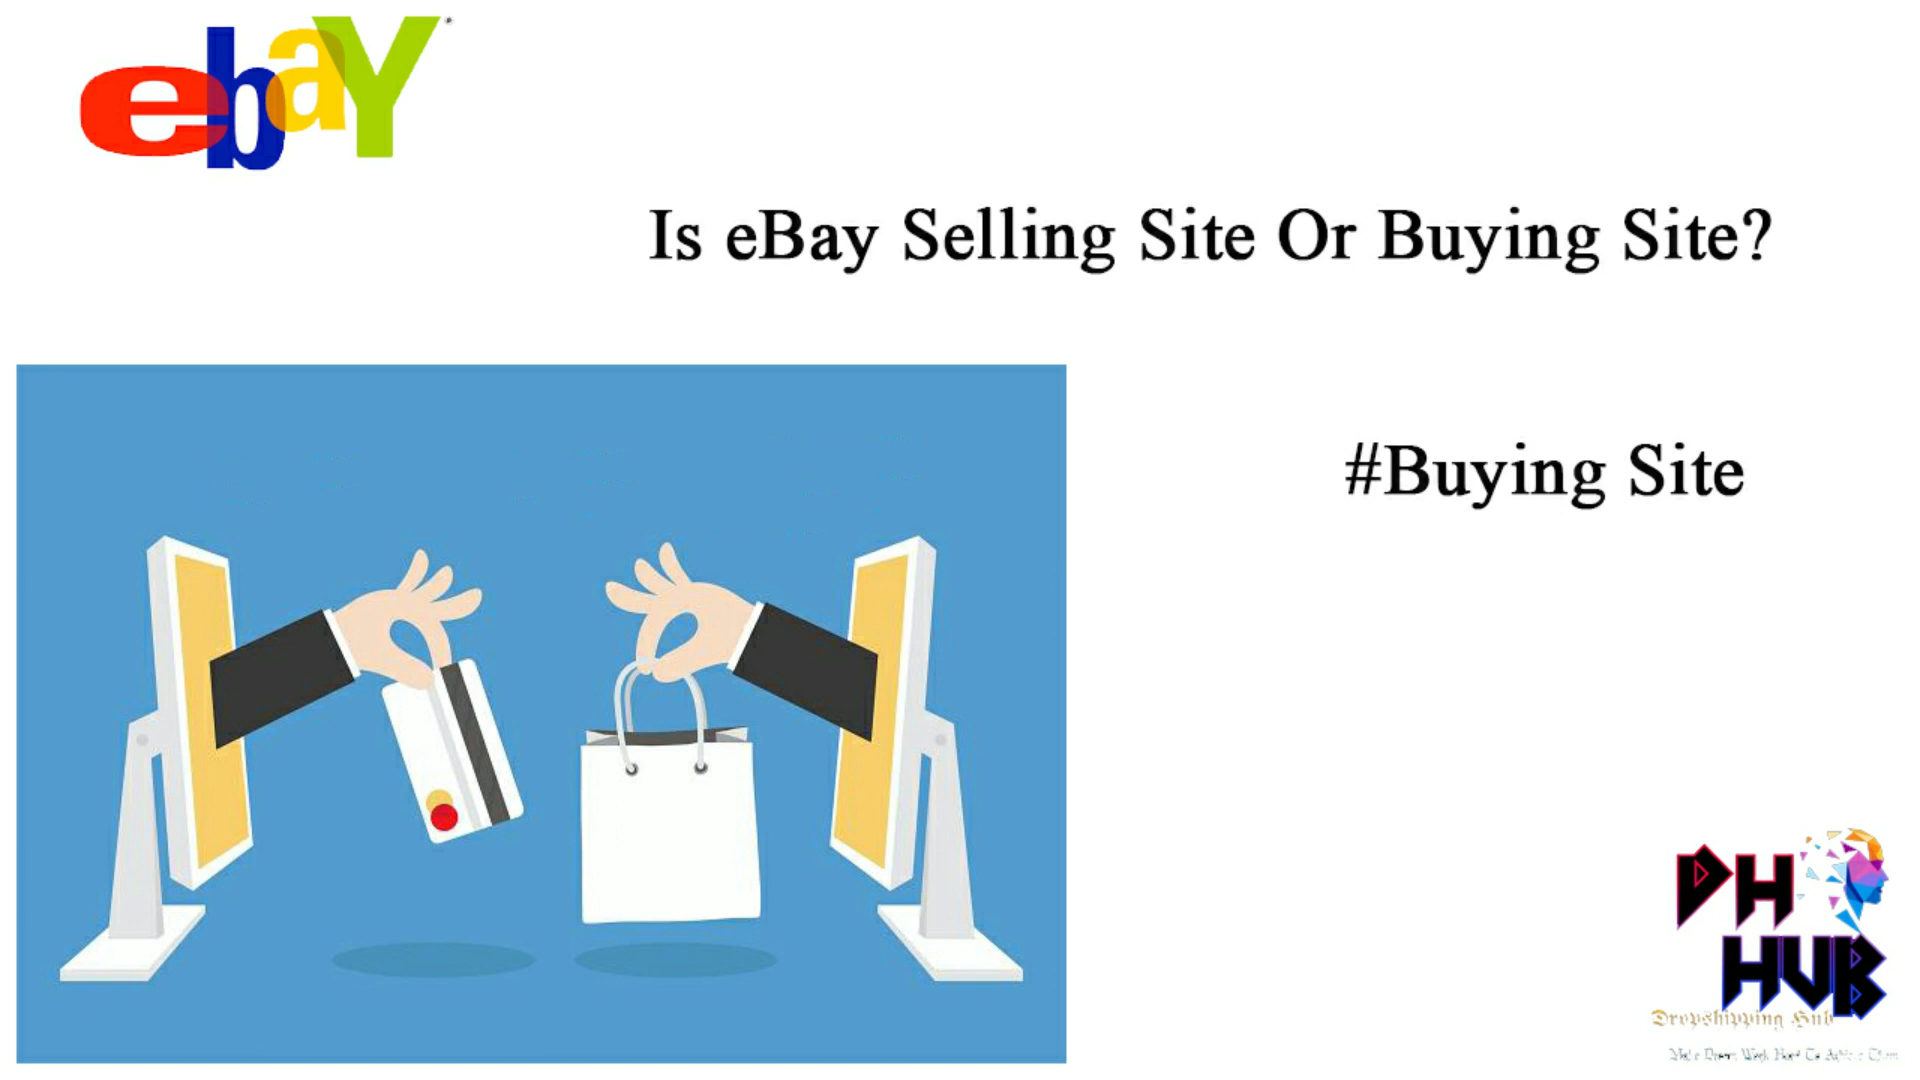 ebaY
Is eBay Selling Site Or Buying Site?
#Buying Site
DH
HUB
Dropshipping Hub